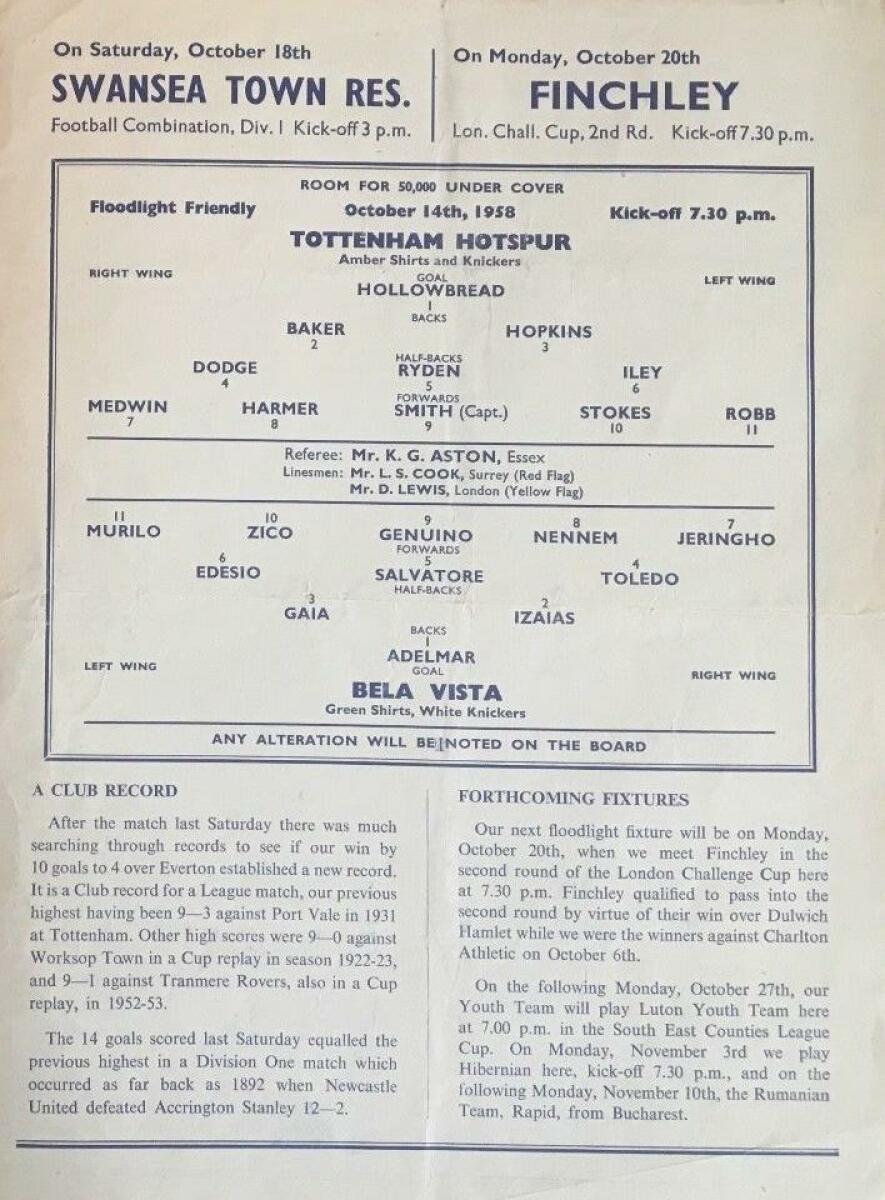 On Saturday, October 18th
SWANSEA TOWN RES.
Football Combination, Div. I Kick-off 3 p.m.
On Monday, October 20th
FINCHLEY
Lon. Chall. Cup, 2nd Rd. Kick-off 7.30 p.m.
ROOM FOR 50,000 UNDER COVER
Floodlight Friendly October 14th, 1958 Kick-off 7.30 p.m.
TOTTENHAM HOTSPUR
Amber Shirts and Knickers
RIGHT WING GOAL LEFT WING
HOLLOWBREAD
1
BACKS
BAKER HOPKINS
2 3
HALF-BACKS
DODGE RYDEN ILEY
4 5 6
FORWARDS
MEDWIN HARMER SMITH (Capt.) STOKES ROBB
7 8 9 10 11
Referee: Mr. K. G. ASTON, Essex
Linesmen: Mr. L. S. COOK, Surrey (Red Flag)
Mr. D. LEWIS, London (Yellow Flag)
11 10 9 8 7
MURILO ZICO GENUINO NENNEM JERINGHO
FORWARDS
6 5 4
EDESIO SALVATORE TOLEDO
HALF-BACKS
3 2
GAIA IZAIAS
BACKS
1
ADELMAR
LEFT WING GOAL RIGHT WING
BELA VISTA
Green Shirts, White Knickers
ANY ALTERATION WILL BE NOTED ON THE BOARD
A CLUB RECORD
After the match last Saturday there was much
searching through records to see if our win by
10 goals to 4 over Everton established a new record.
It is a Club record for a League match, our previous
highest having been 9—3 against Port Vale in 1931
at Tottenham. Other high scores were 9—0 against
Worksop Town in a Cup replay in season 1922-23,
and 9—1 against Tranmere Rovers, also in a Cup
replay, in 1952-53.
The 14 goals scored last Saturday equalled the
previous highest in a Division One match which
occurred as far back as 1892 when Newcastle
United defeated Accrington Stanley 12—2.
FORTHCOMING FIXTURES
Our next floodlight fixture will be on Monday,
October 20th, when we meet Finchley in the
second round of the London Challenge Cup here
at 7.30 p.m. Finchley qualified to pass into the
second round by virtue of their win over Dulwich
Hamlet while we were the winners against Charlton
Athletic on October 6th.
On the following Monday, October 27th, our
Youth Team will play Luton Youth Team here
at 7.00 p.m. in the South East Counties League
Cup. On Monday, November 3rd we play
Hibernian here, kick-off 7.30 p.m., and on the
following Monday, November 10th, the Rumanian
Team, Rapid, from Bucharest.